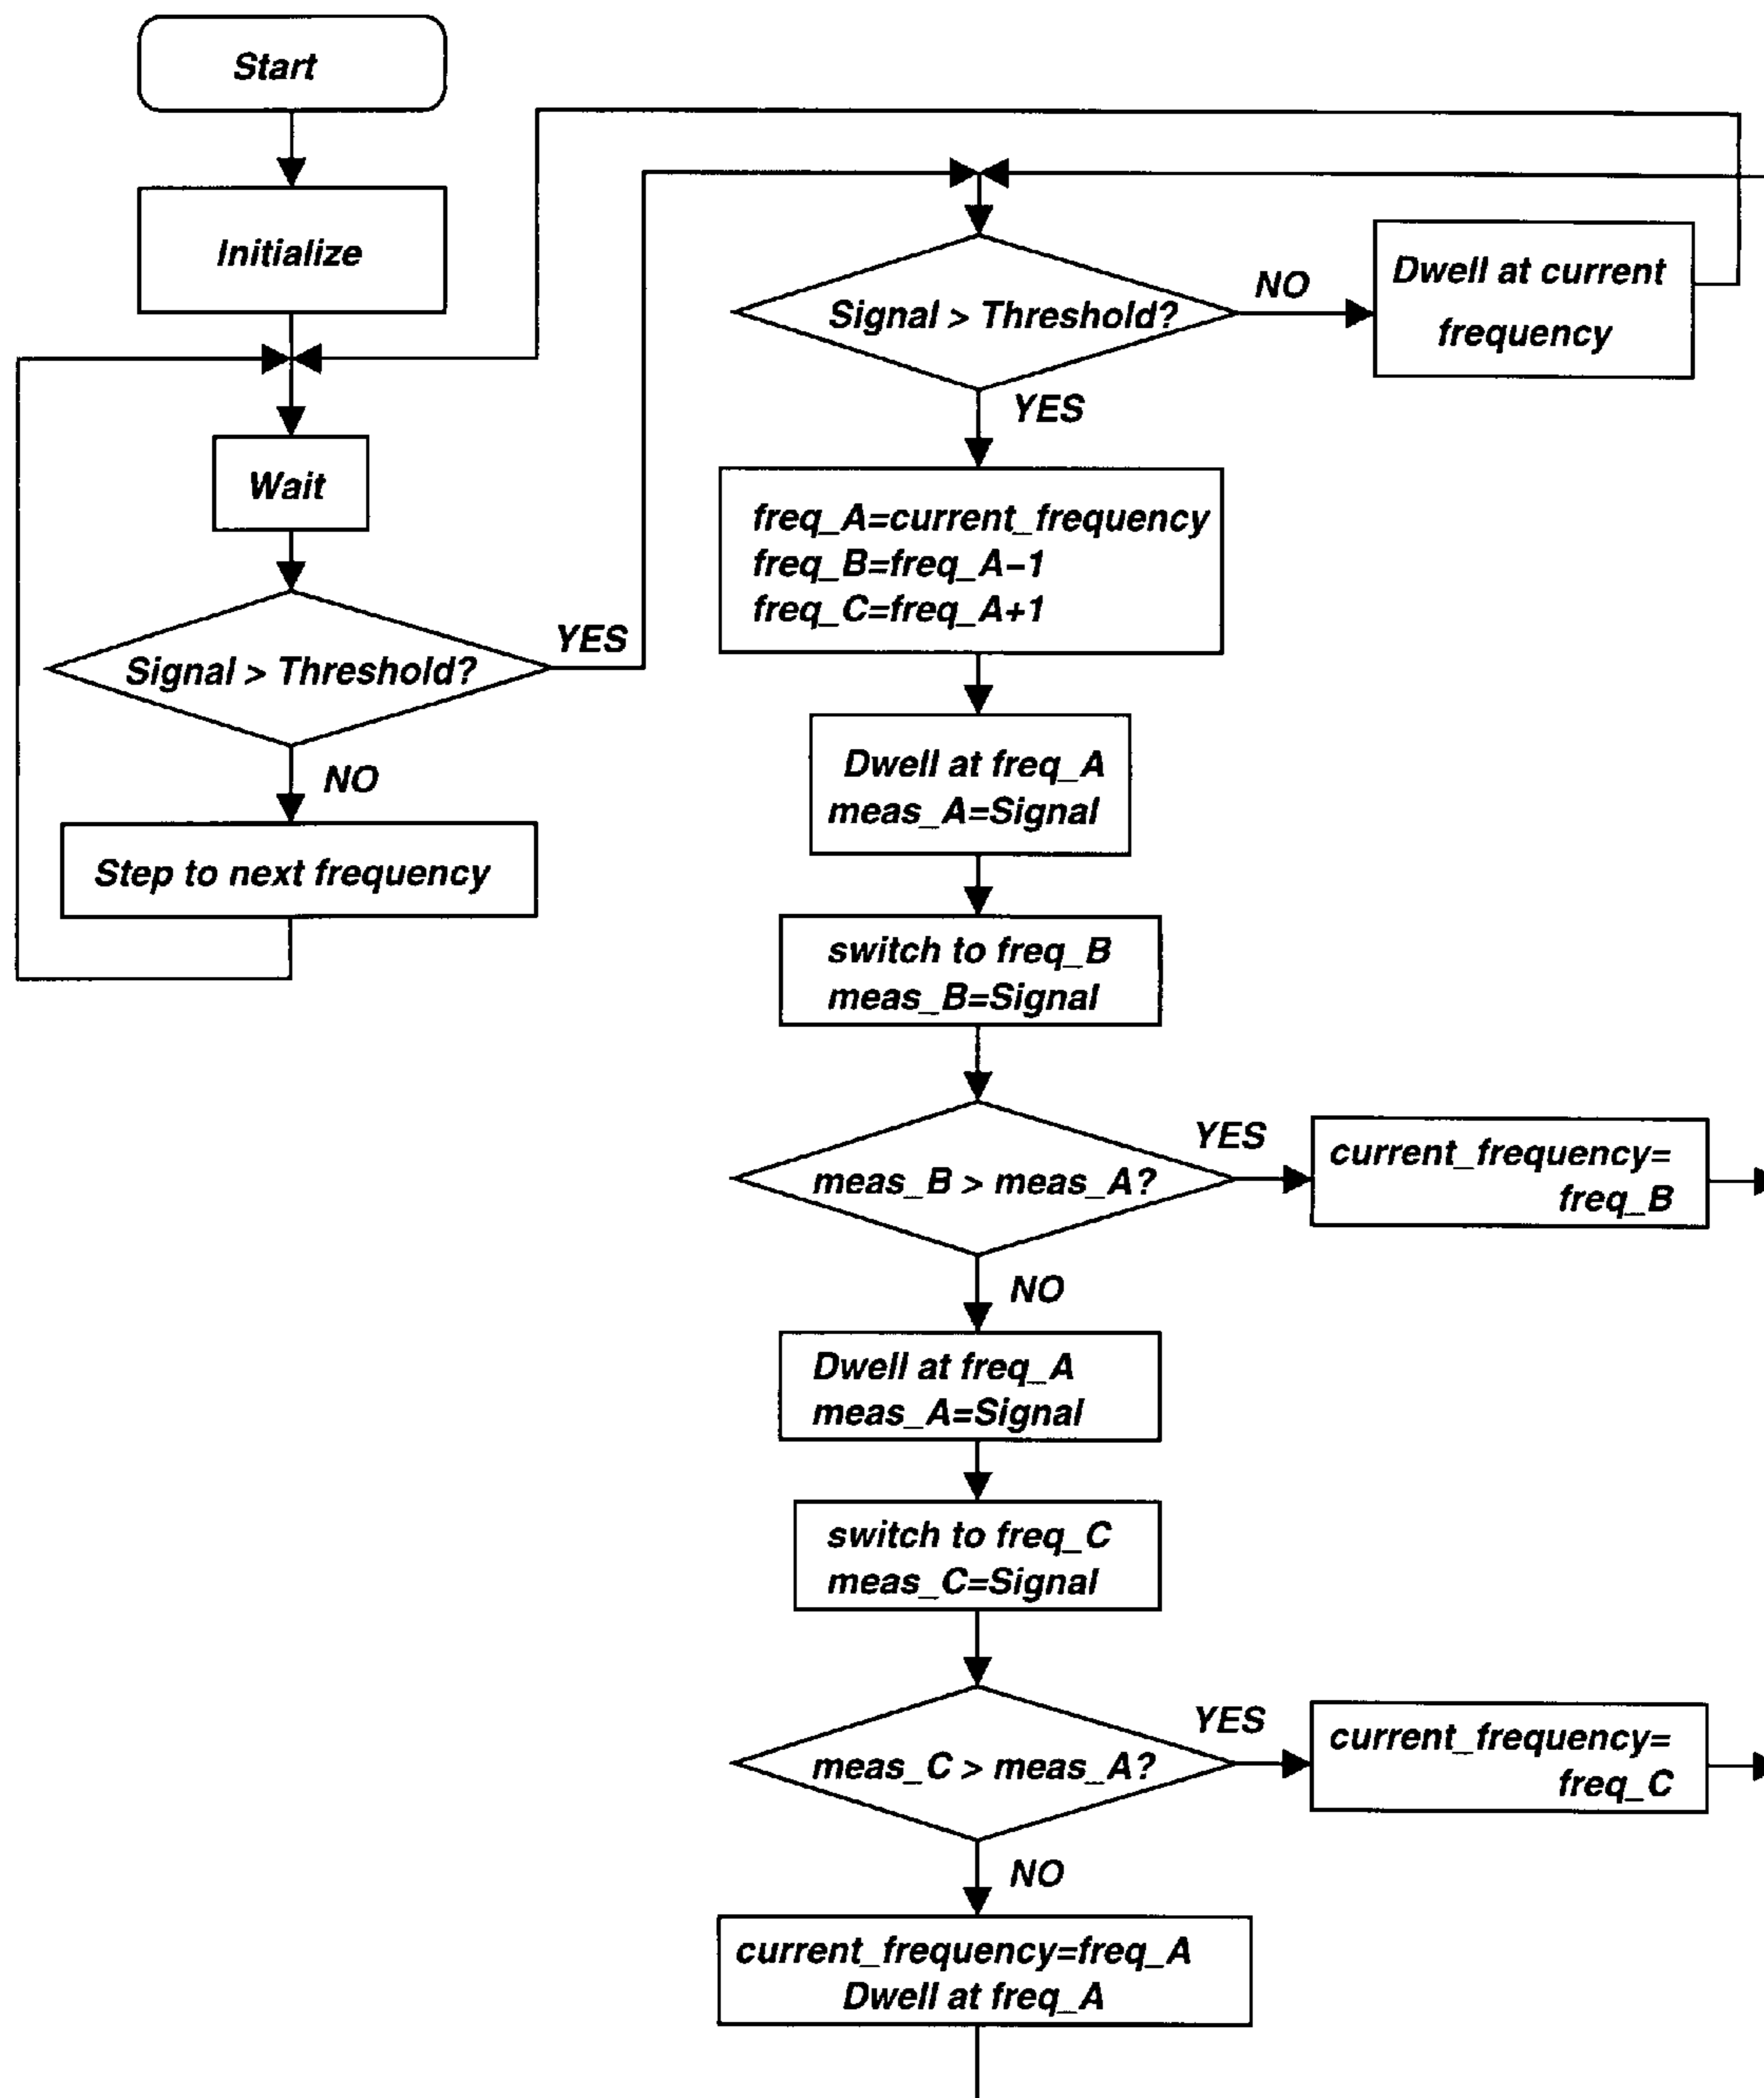 Start
Initialize
Wait
Signal > Threshold?
YES
NO
Step to next frequency
Signal > Threshold?
NO
Dwell at current
frequency
YES
freq_A=current_frequency
freq_B=freq_A−1
freq_C=freq_A+1
Dwell at freq_A
meas_A=Signal
switch to freq_B
meas_B=Signal
meas_B > meas_A?
YES
current_frequency=
freq_B
NO
Dwell at freq_A
meas_A=Signal
switch to freq_C
meas_C=Signal
meas_C > meas_A?
YES
current_frequency=
freq_C
NO
current_frequency=freq_A
Dwell at freq_A